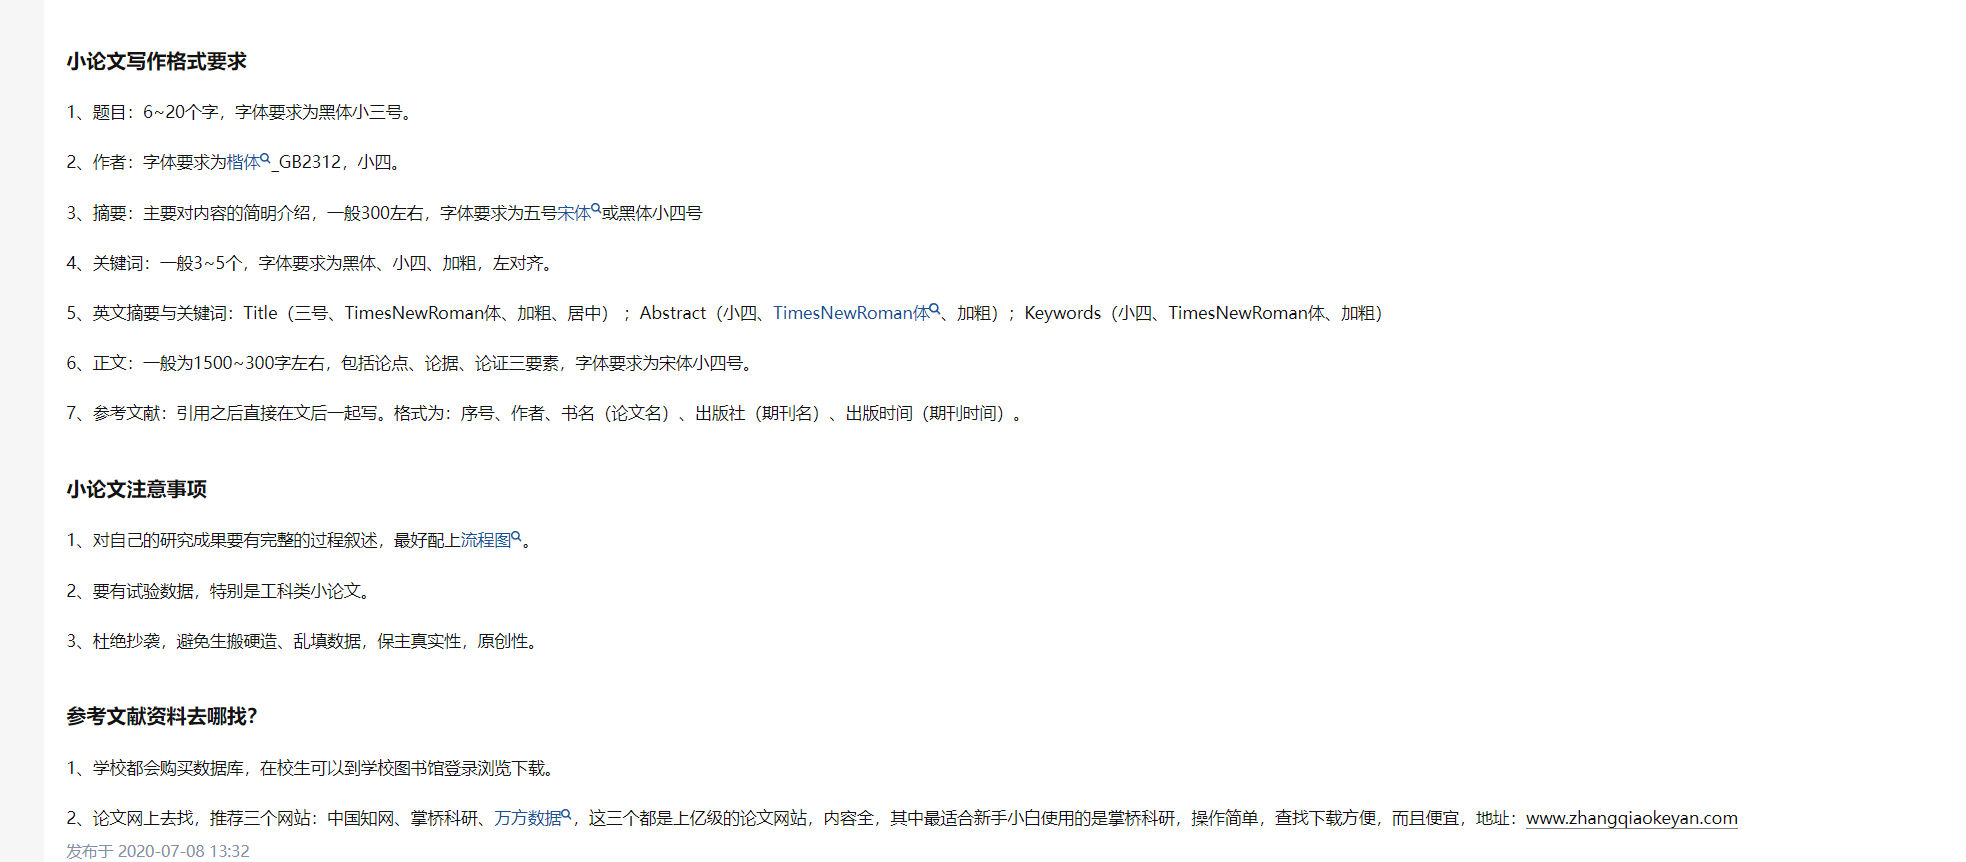 小论文写作格式要求
1、题目：6~20个字，字体要求为黑体小三号。
2、作者：字体要求为楷体_GB2312，小四。
3、摘要：主要对内容的简明介绍，一般300左右，字体要求为五号宋体或黑体小四号
4、关键词：一般3~5个，字体要求为黑体、小四、加粗，左对齐。
5、英文摘要与关键词：Title（三号、TimesNewRoman体、加粗、居中） ；Abstract（小四、TimesNewRoman体、加粗）；Keywords（小四、TimesNewRoman体、加粗）
6、正文：一般为1500~300字左右，包括论点、论据、论证三要素，字体要求为宋体小四号。
7、参考文献：引用之后直接在文后一起写。格式为：序号、作者、书名（论文名）、出版社（期刊名）、出版时间（期刊时间）。
小论文注意事项
1、对自己的研究成果要有完整的过程叙述，最好配上流程图。
2、要有试验数据，特别是工科类小论文。
3、杜绝抄袭，避免生搬硬造、乱填数据，保主真实性，原创性。
参考文献资料去哪找？
1、学校都会购买数据库，在校生可以到学校图书馆登录浏览下载。
2、论文网上去找，推荐三个网站：中国知网、掌桥科研、万方数据，这三个都是上亿级的论文网站，内容全，其中最适合新手小白使用的是掌桥科研，操作简单，查找下载方便，而且便宜，地址：www.zhangqiaokeyan.com
发布于 2020-07-08 13:32